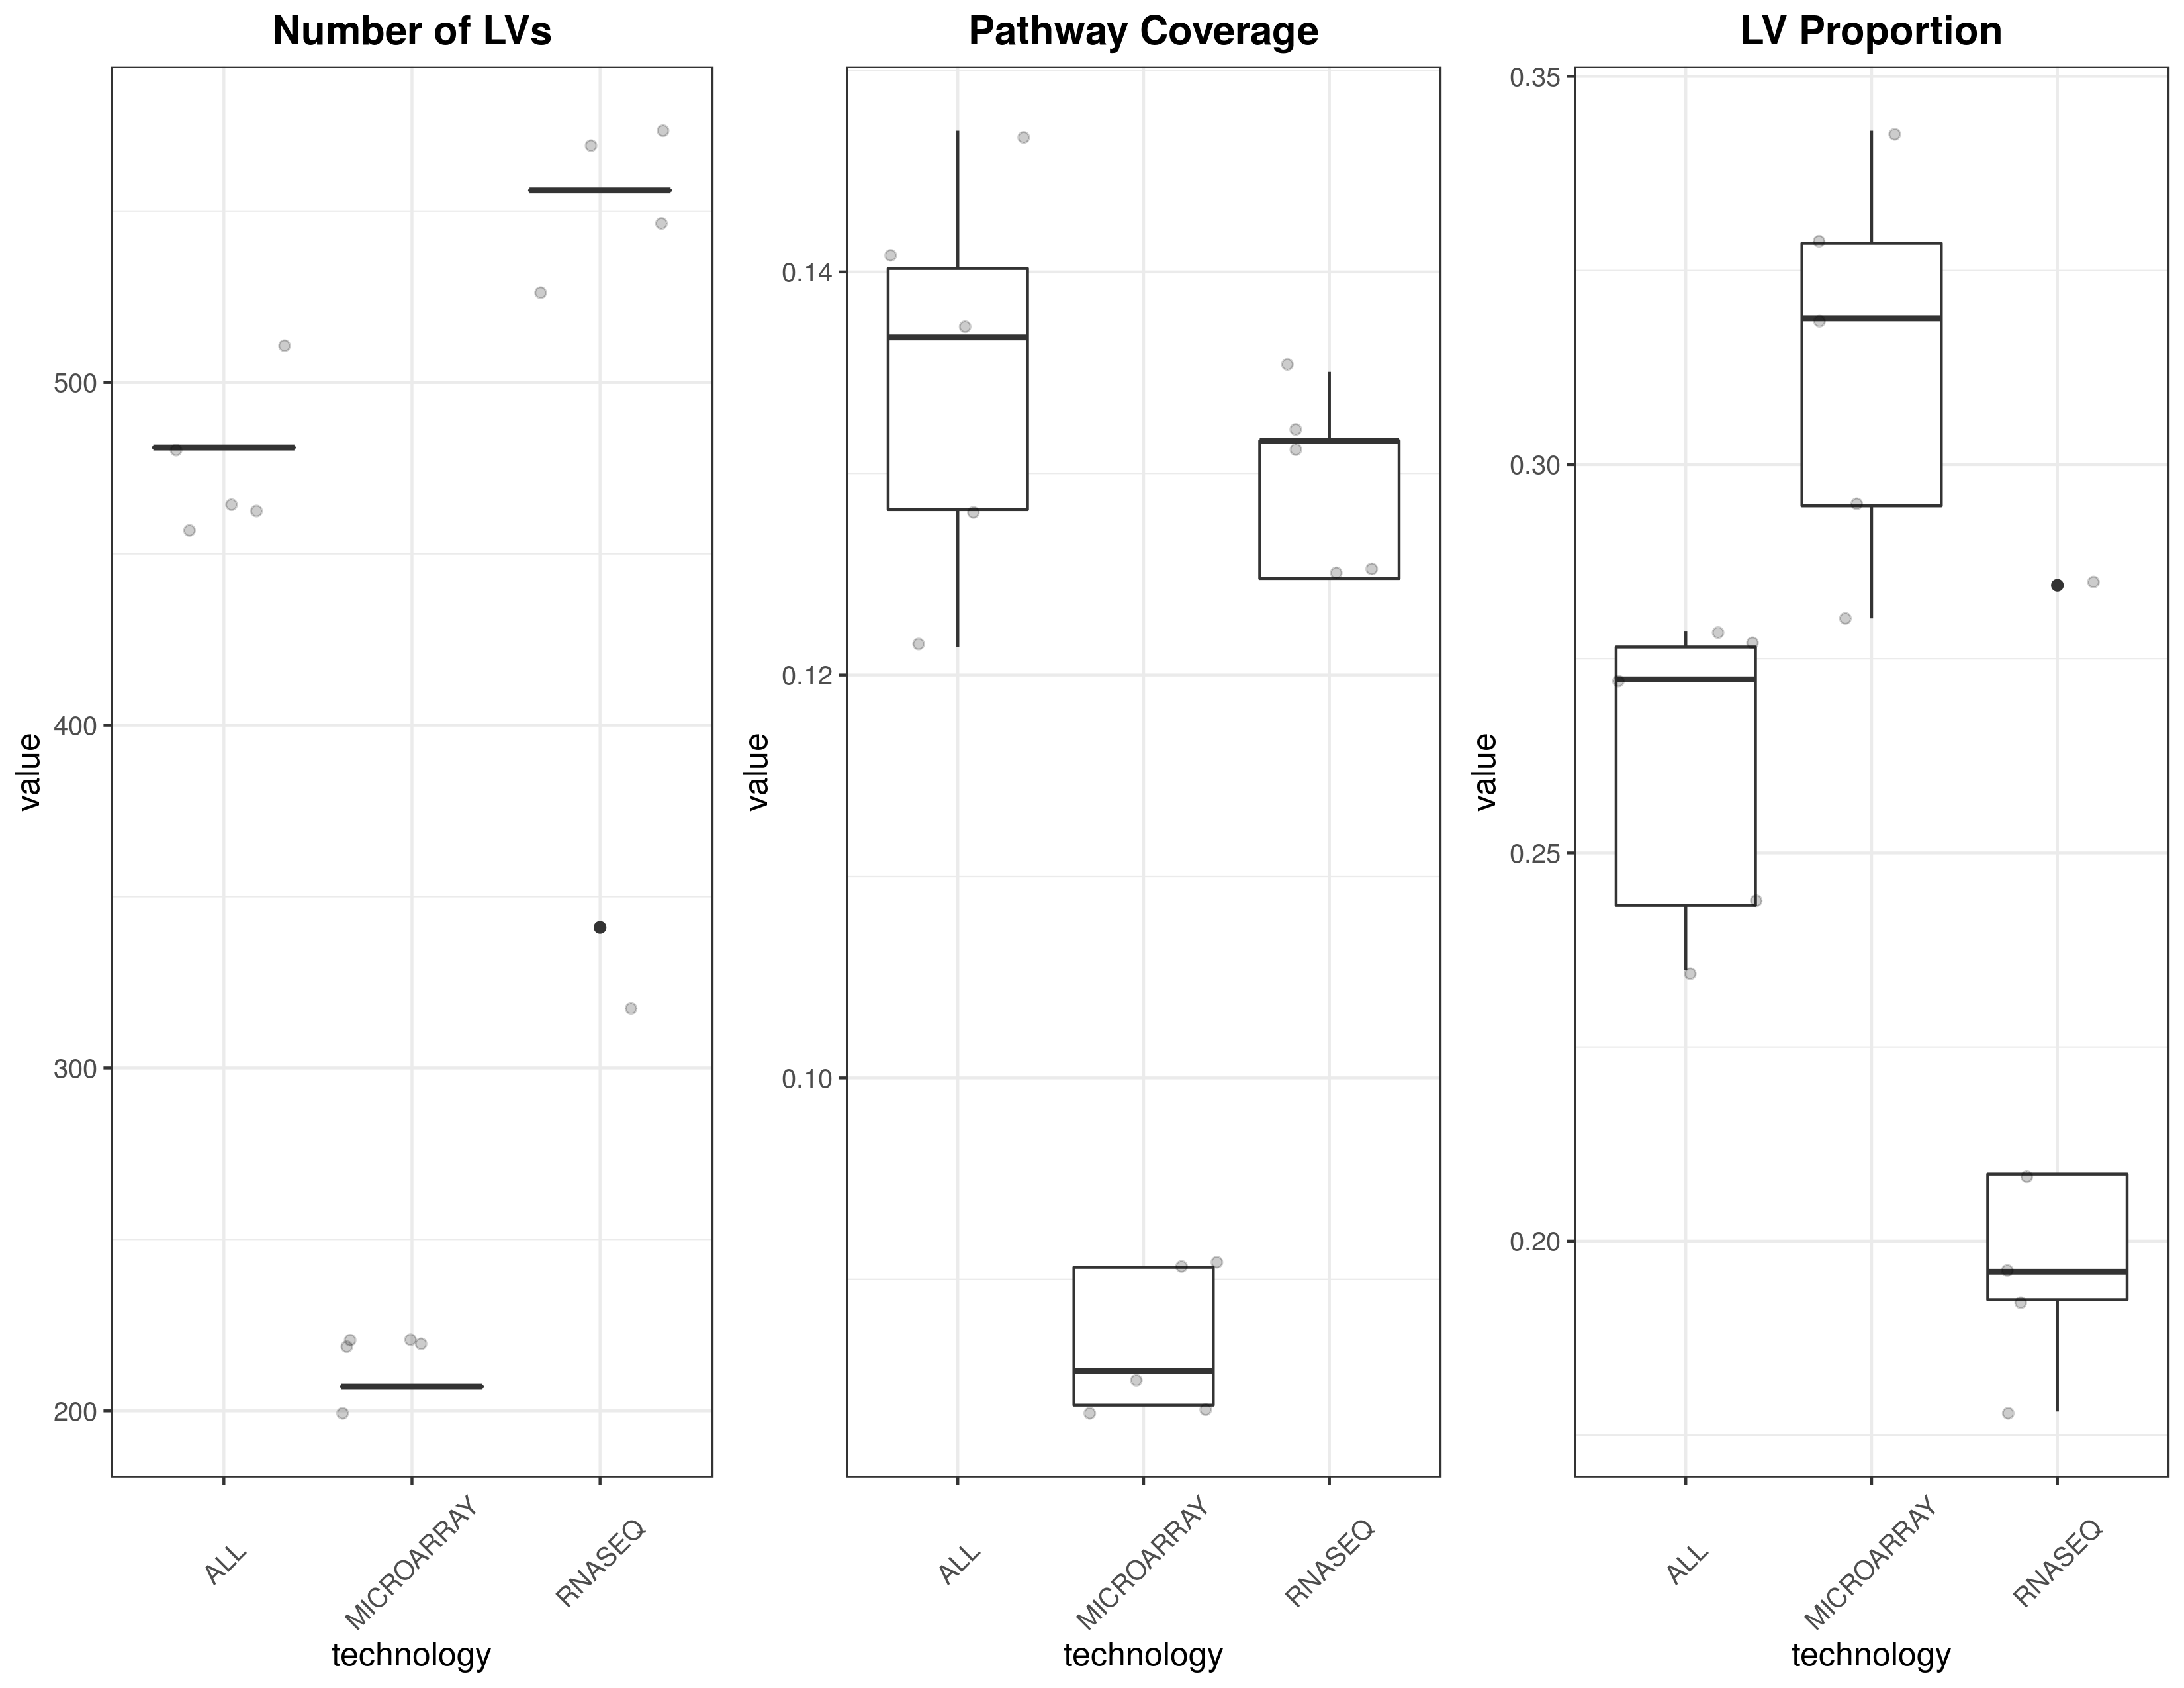 Number of LVs
value
500
400
300
200
ALL
MICROARRAY
RNASEQ
technology
Pathway Coverage
value
0.14
0.12
0.10
ALL
MICROARRAY
RNASEQ
technology
LV Proportion
value
0.35
0.30
0.25
0.20
ALL
MICROARRAY
RNASEQ
technology